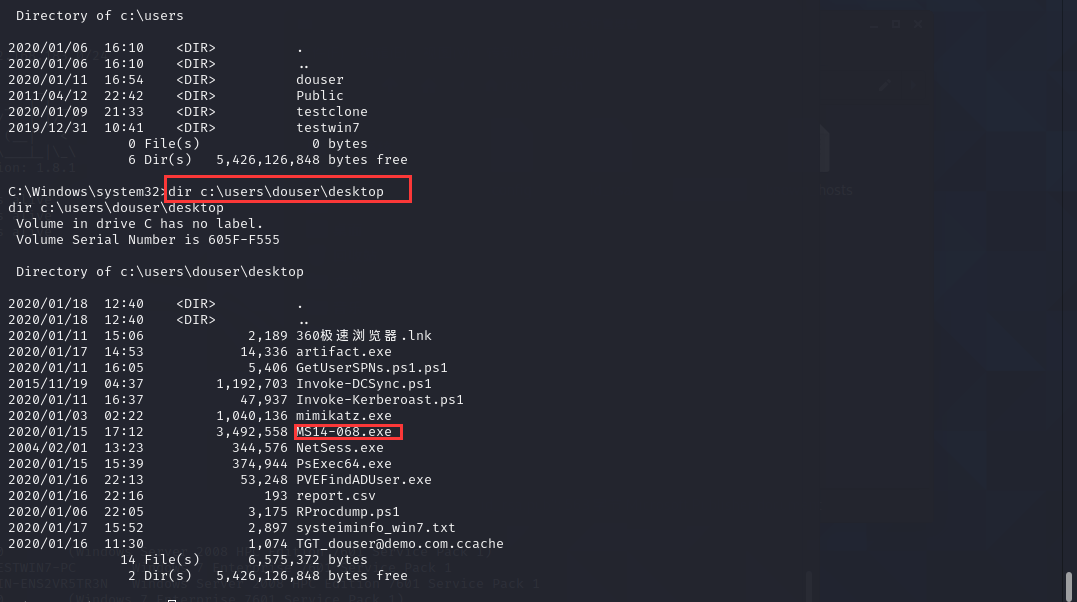 Directory of c:\users
2020/01/06  16:10    <DIR>          .
2020/01/06  16:10    <DIR>          ..
2020/01/11  16:54    <DIR>          douser
2011/04/12  22:42    <DIR>          Public
2020/01/09  21:33    <DIR>          testclone
2019/12/31  10:41    <DIR>          testwin7
0 File(s)              0 bytes
6 Dir(s)   5,426,126,848 bytes free
C:\Windows\system32>dir c:\users\douser\desktop
dir c:\users\douser\desktop
Volume in drive C has no label.
Volume Serial Number is 605F-F555
Directory of c:\users\douser\desktop
2020/01/18  12:40    <DIR>          .
2020/01/18  12:40    <DIR>          ..
2020/01/11  15:06             2,189 360极速浏览器.lnk
2020/01/17  14:53            14,336 artifact.exe
2020/01/11  16:05             5,406 GetUserSPNs.ps1.ps1
2015/11/19  04:37         1,192,703 Invoke-DCSync.ps1
2020/01/11  16:37            47,937 Invoke-Kerberoast.ps1
2020/01/03  02:22         1,040,136 mimikatz.exe
2020/01/15  17:12         3,492,558 MS14-068.exe
2004/02/01  13:23           344,576 NetSess.exe
2020/01/15  15:39           374,944 PsExec64.exe
2020/01/16  22:13            53,248 PVEFindADUser.exe
2020/01/16  22:16               193 report.csv
2020/01/06  22:05             3,175 RProcdump.ps1
2020/01/17  15:52             2,897 systeiminfo_win7.txt
2020/01/16  11:30             1,074 TGT_douser@demo.com.ccache
14 File(s)      6,575,372 bytes
2 Dir(s)   5,426,126,848 bytes free